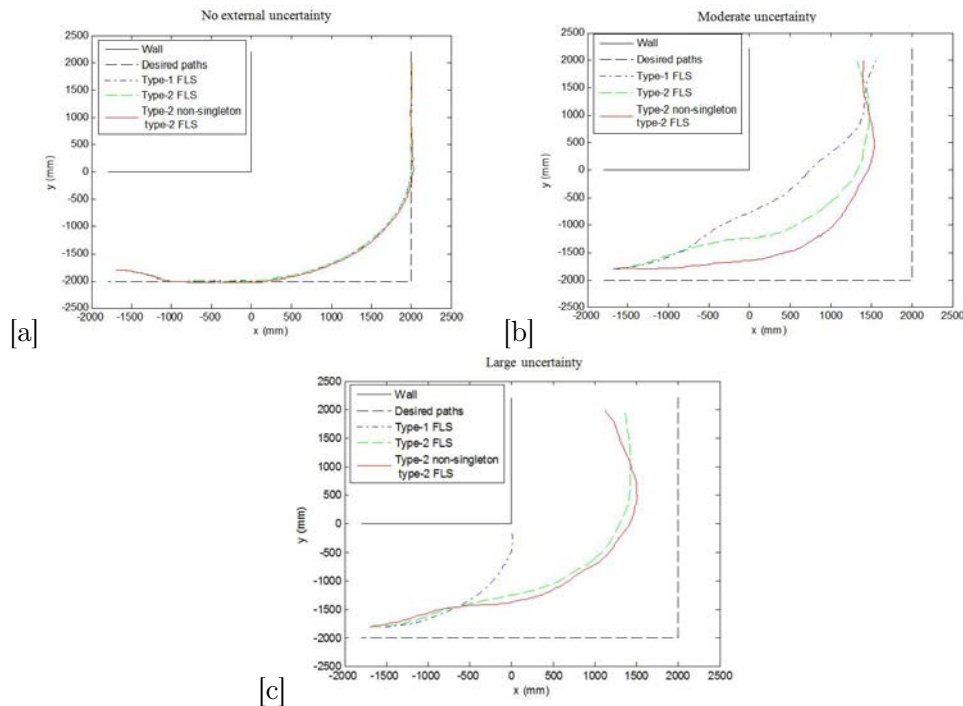 No external uncertainty
2500
2000
1500
1000
500
0
-500
-1000
-1500
-2000
-2500
y (mm)
Wall
Desired paths
Type-1 FLS
Type-2 FLS
Type-2 non-singleton
type-2 FLS
-2000 -1500 -1000 -500 0 500 1000 1500 2000 2500
x (mm)
[a]
Moderate uncertainty
2500
2000
1500
1000
500
0
-500
-1000
-1500
-2000
-2500
y (mm)
Wall
Desired paths
Type-1 FLS
Type-2 FLS
Type-2 non-singleton
type-2 FLS
-2000 -1500 -1000 -500 0 500 1000 1500 2000 2500
x (mm)
[b]
Large uncertainty
2500
2000
1500
1000
500
0
-500
-1000
-1500
-2000
-2500
y (mm)
Wall
Desired paths
Type-1 FLS
Type-2 FLS
Type-2 non-singleton
type-2 FLS
-2000 -1500 -1000 -500 0 500 1000 1500 2000 2500
x (mm)
[c]